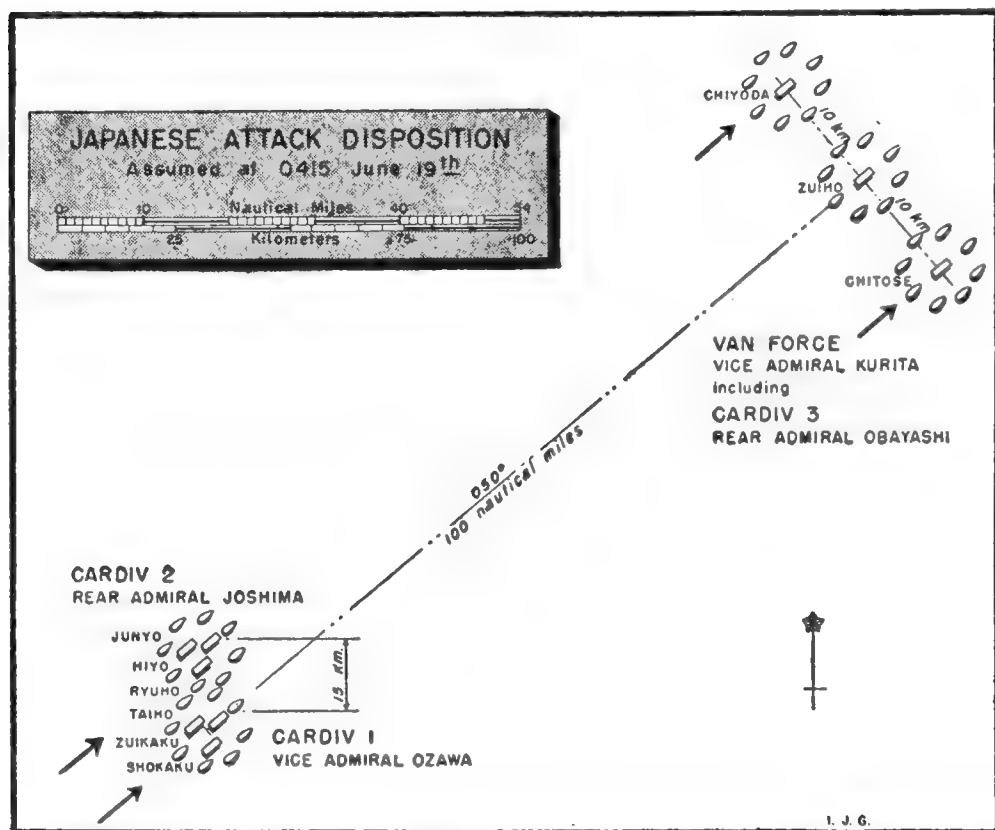 JAPANESE ATTACK DISPOSITION
Assumed at 0415 June 19th
0 10 Nautical Miles 40 54
25 Kilometers 75 100
CHIYODA
10 km
ZUIHO
10 km
CHITOSE
VAN FORCE
VICE ADMIRAL KURITA
including
CARDIV 3
REAR ADMIRAL OBAYASHI
050°
100 nautical miles
CARDIV 2
REAR ADMIRAL JOSHIMA
JUNYO
HIYO
RYUHO
TAIHO
ZUIKAKU
SHOKAKU
15 Km.
CARDIV 1
VICE ADMIRAL OZAWA
I. J. G.